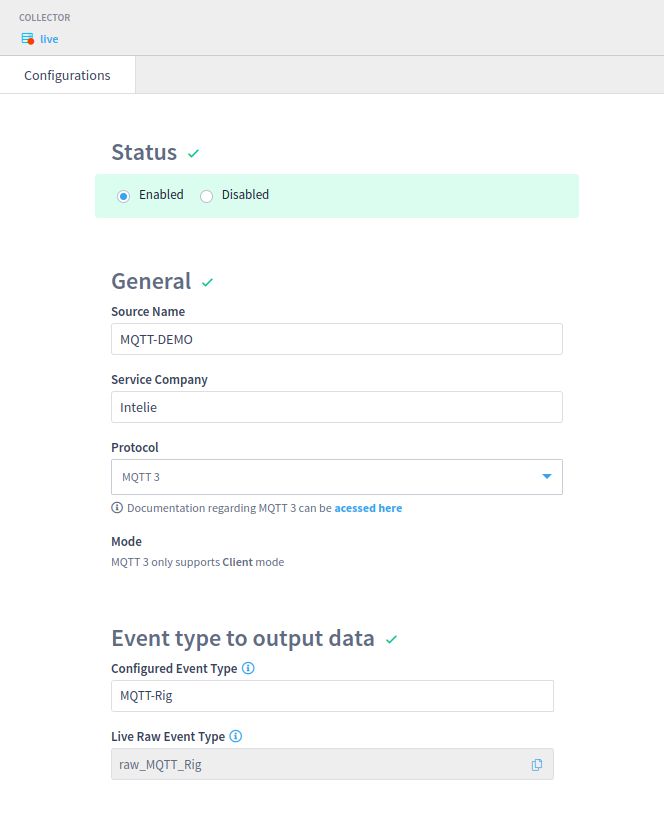 COLLECTOR
live
Configurations
Status
Enabled Disabled
General
Source Name
MQTT-DEMO
Service Company
Intelie
Protocol
MQTT 3
Documentation regarding MQTT 3 can be acessed here
Mode
MQTT 3 only supports Client mode
Event type to output data
Configured Event Type
MQTT-Rig
Live Raw Event Type
raw_MQTT_Rig